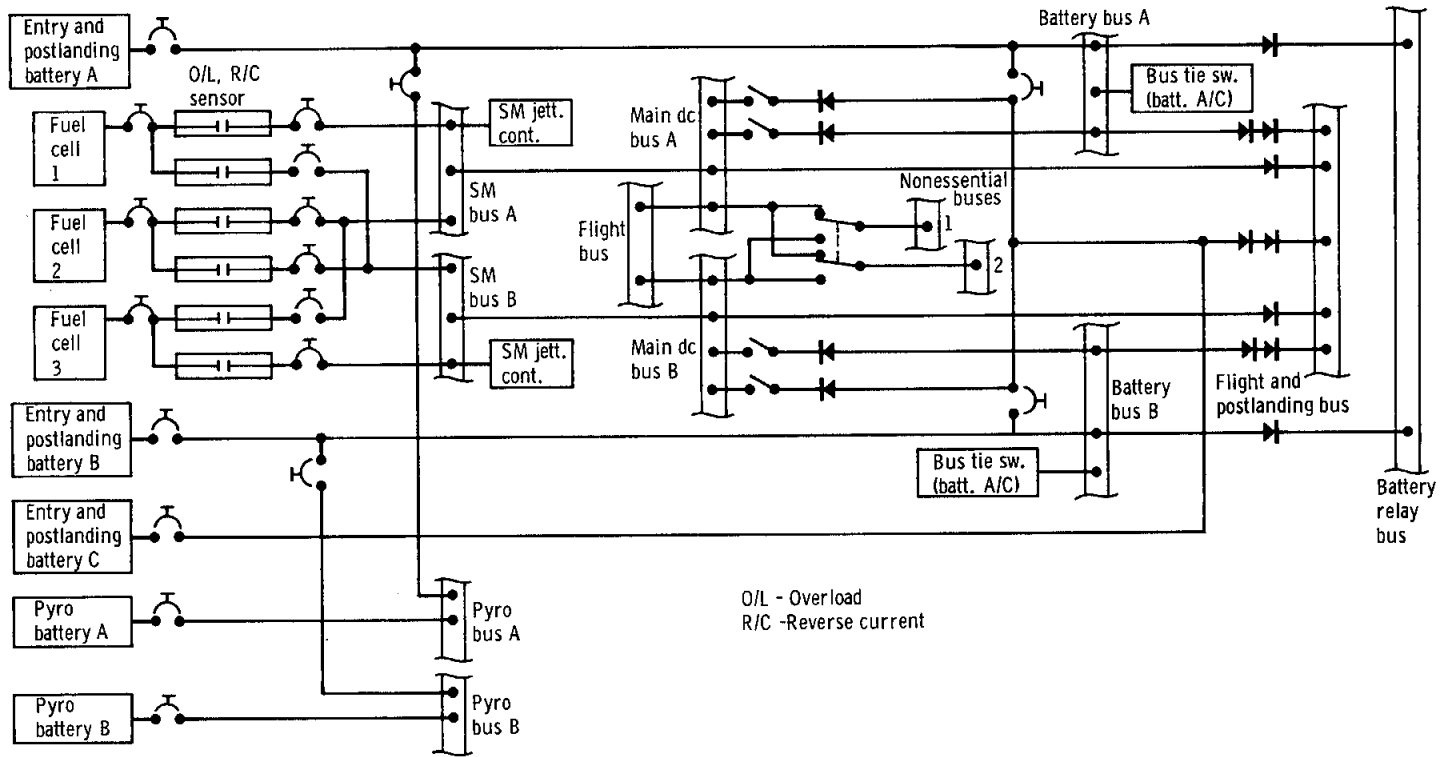 Entry and
postlanding
battery A
O/L, R/C
sensor
Fuel
cell
1
Fuel
cell
2
Fuel
cell
3
Entry and
postlanding
battery B
Entry and
postlanding
battery C
Pyro
battery A
Pyro
battery B
SM jett.
cont.
SM
bus A
SM
bus B
SM jett.
cont.
Pyro
bus A
Pyro
bus B
Main dc
bus A
Flight
bus
Main dc
bus B
Nonessential
buses
1
2
Battery bus A
Bus tie sw.
(batt. A/C)
Battery
bus B
Bus tie sw.
(batt. A/C)
Flight and
postlanding bus
Battery
relay
bus
O/L - Overload
R/C -Reverse current